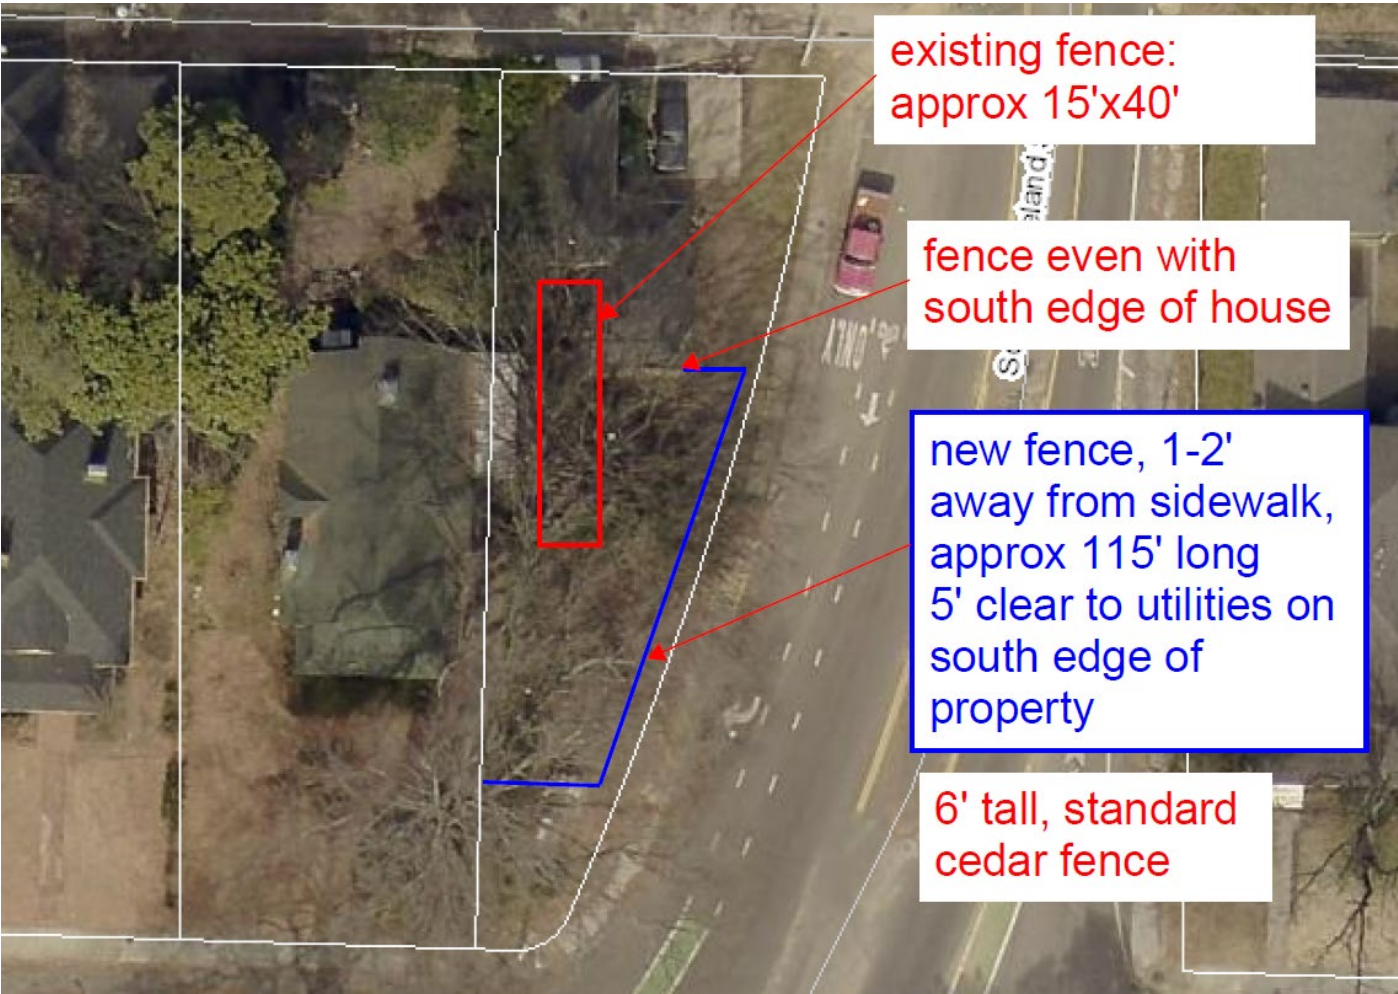 existing fence:
approx 15'x40'
fence even with
south edge of house
new fence, 1-2'
away from sidewalk,
approx 115' long
5' clear to utilities on
south edge of
property
6' tall, standard
cedar fence
ONLY